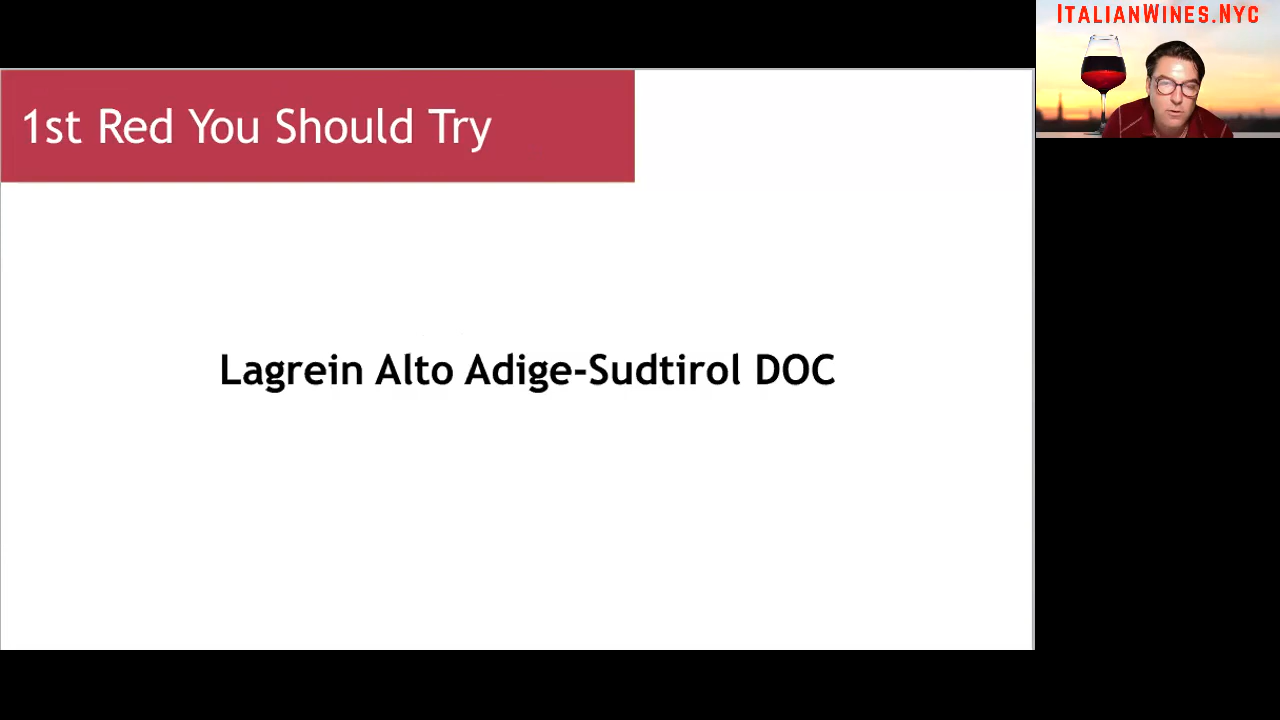 ItalianWines.Nyc
1st Red You Should Try
Lagrein Alto Adige-Sudtirol DOC